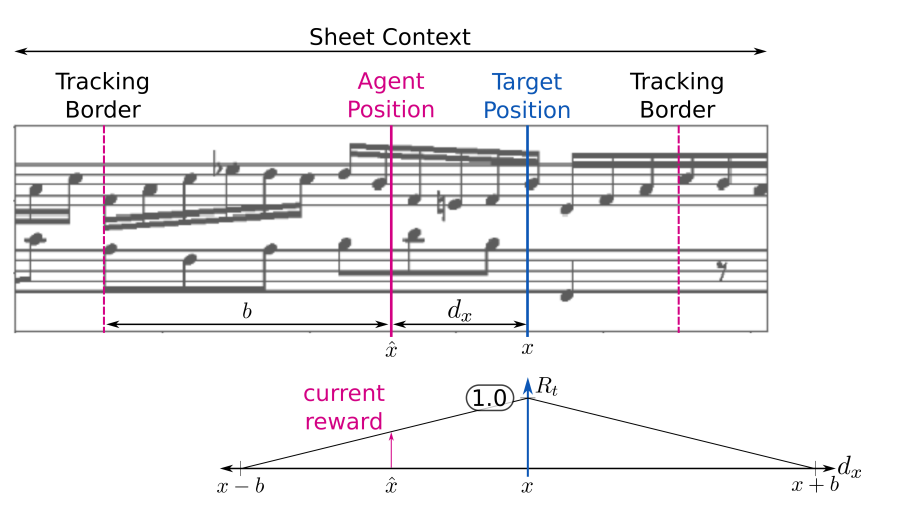 Sheet Context
Tracking Border
Agent Position
Target Position
Tracking Border
b
d_x
x̂
x
current reward
1.0
R_t
d_x
x − b
x̂
x
x + b